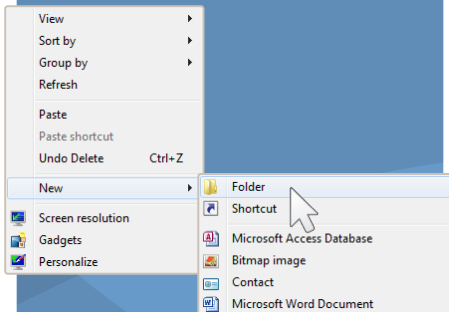 View
Sort by
Group by
Refresh
Paste
Paste shortcut
Undo Delete Ctrl+Z
New
Screen resolution
Gadgets
Personalize
Folder
Shortcut
Microsoft Access Database
Bitmap image
Contact
Microsoft Word Document